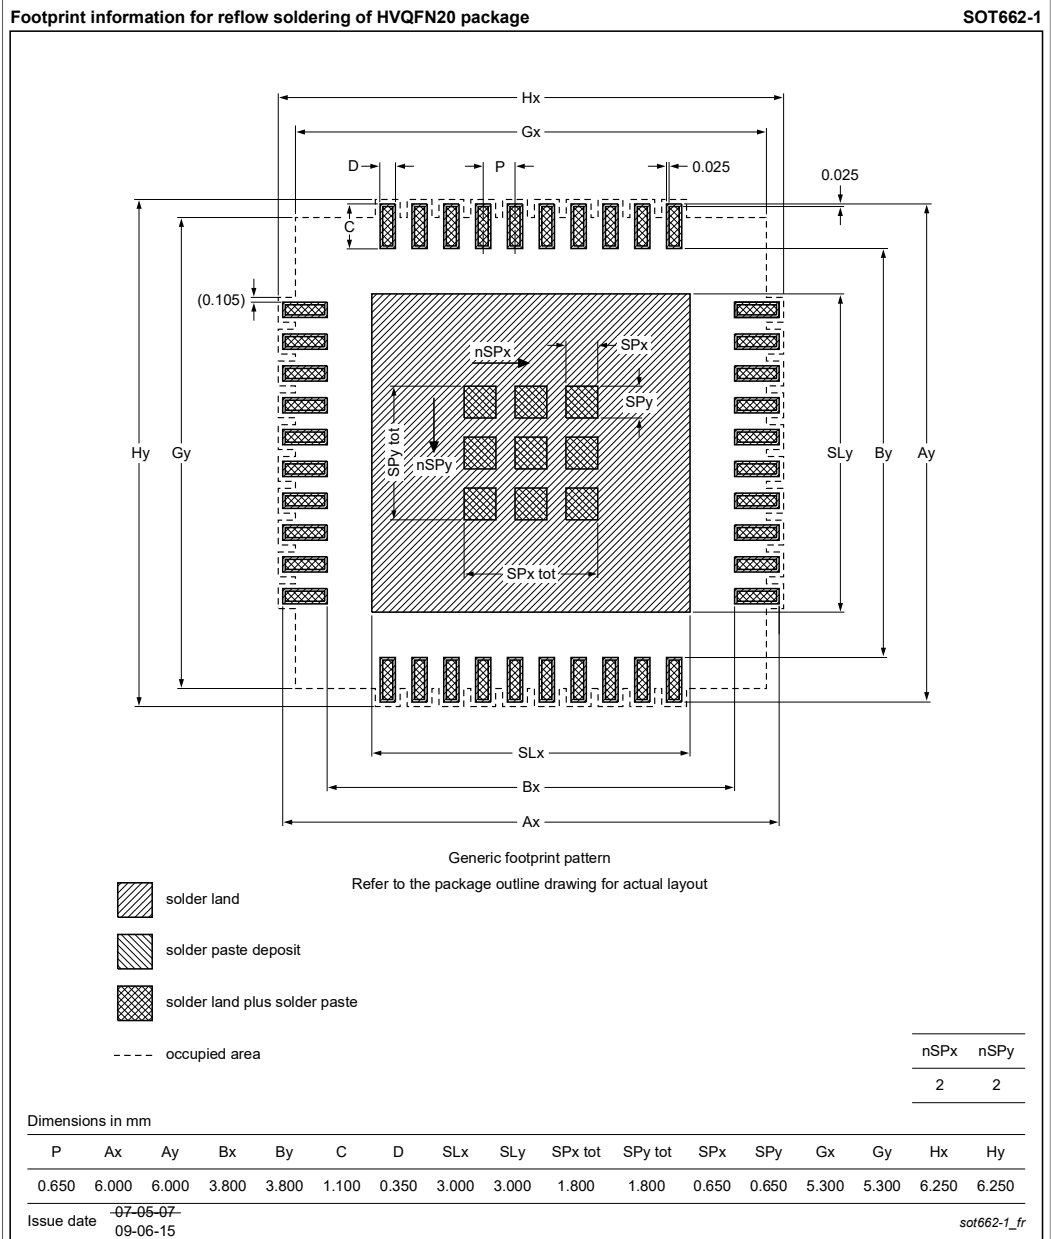 Footprint information for reflow soldering of HVQFN20 package SOT662-1
Hx
Gx
D P 0.025 0.025
C
(0.105)
nSPx SPx
SPy
SPy tot
nSPy
Hy Gy SLy By Ay
SPx tot
SLx
Bx
Ax
Generic footprint pattern
Refer to the package outline drawing for actual layout
solder land
solder paste deposit
solder land plus solder paste
occupied area
nSPx nSPy
2 2
Dimensions in mm
P Ax Ay Bx By C D SLx SLy SPx tot SPy tot SPx SPy Gx Gy Hx Hy
0.650 6.000 6.000 3.800 3.800 1.100 0.350 3.000 3.000 1.800 1.800 0.650 0.650 5.300 5.300 6.250 6.250
Issue date 07-05-07
09-06-15
sot662-1_fr